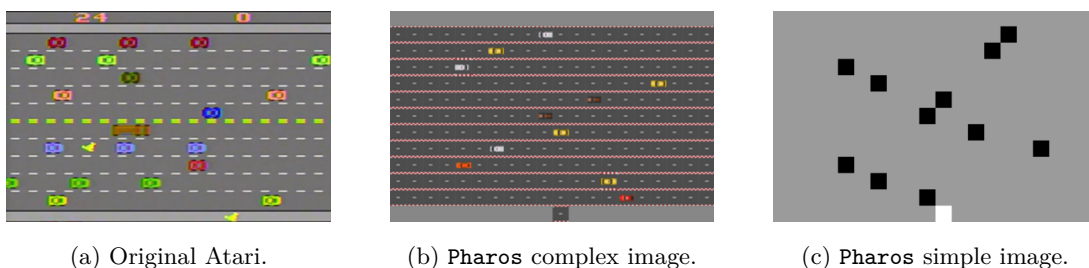 24 0
(a) Original Atari.
(b) Pharos complex image.
(c) Pharos simple image.